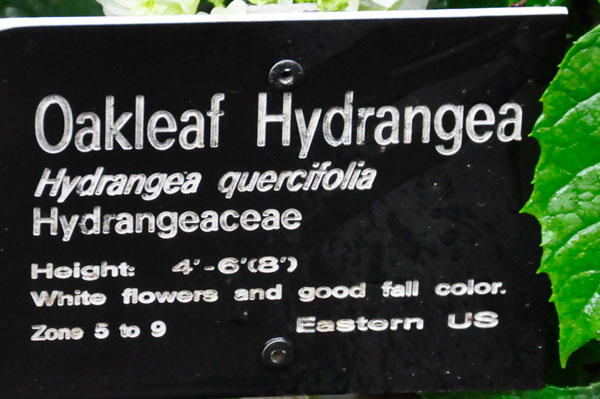 Oakleaf Hydrangea
Hydrangea quercifolia
Hydrangeaceae
Height: 4'-6'(8')
White flowers and good fall color.
Zone 5 to 9 Eastern US